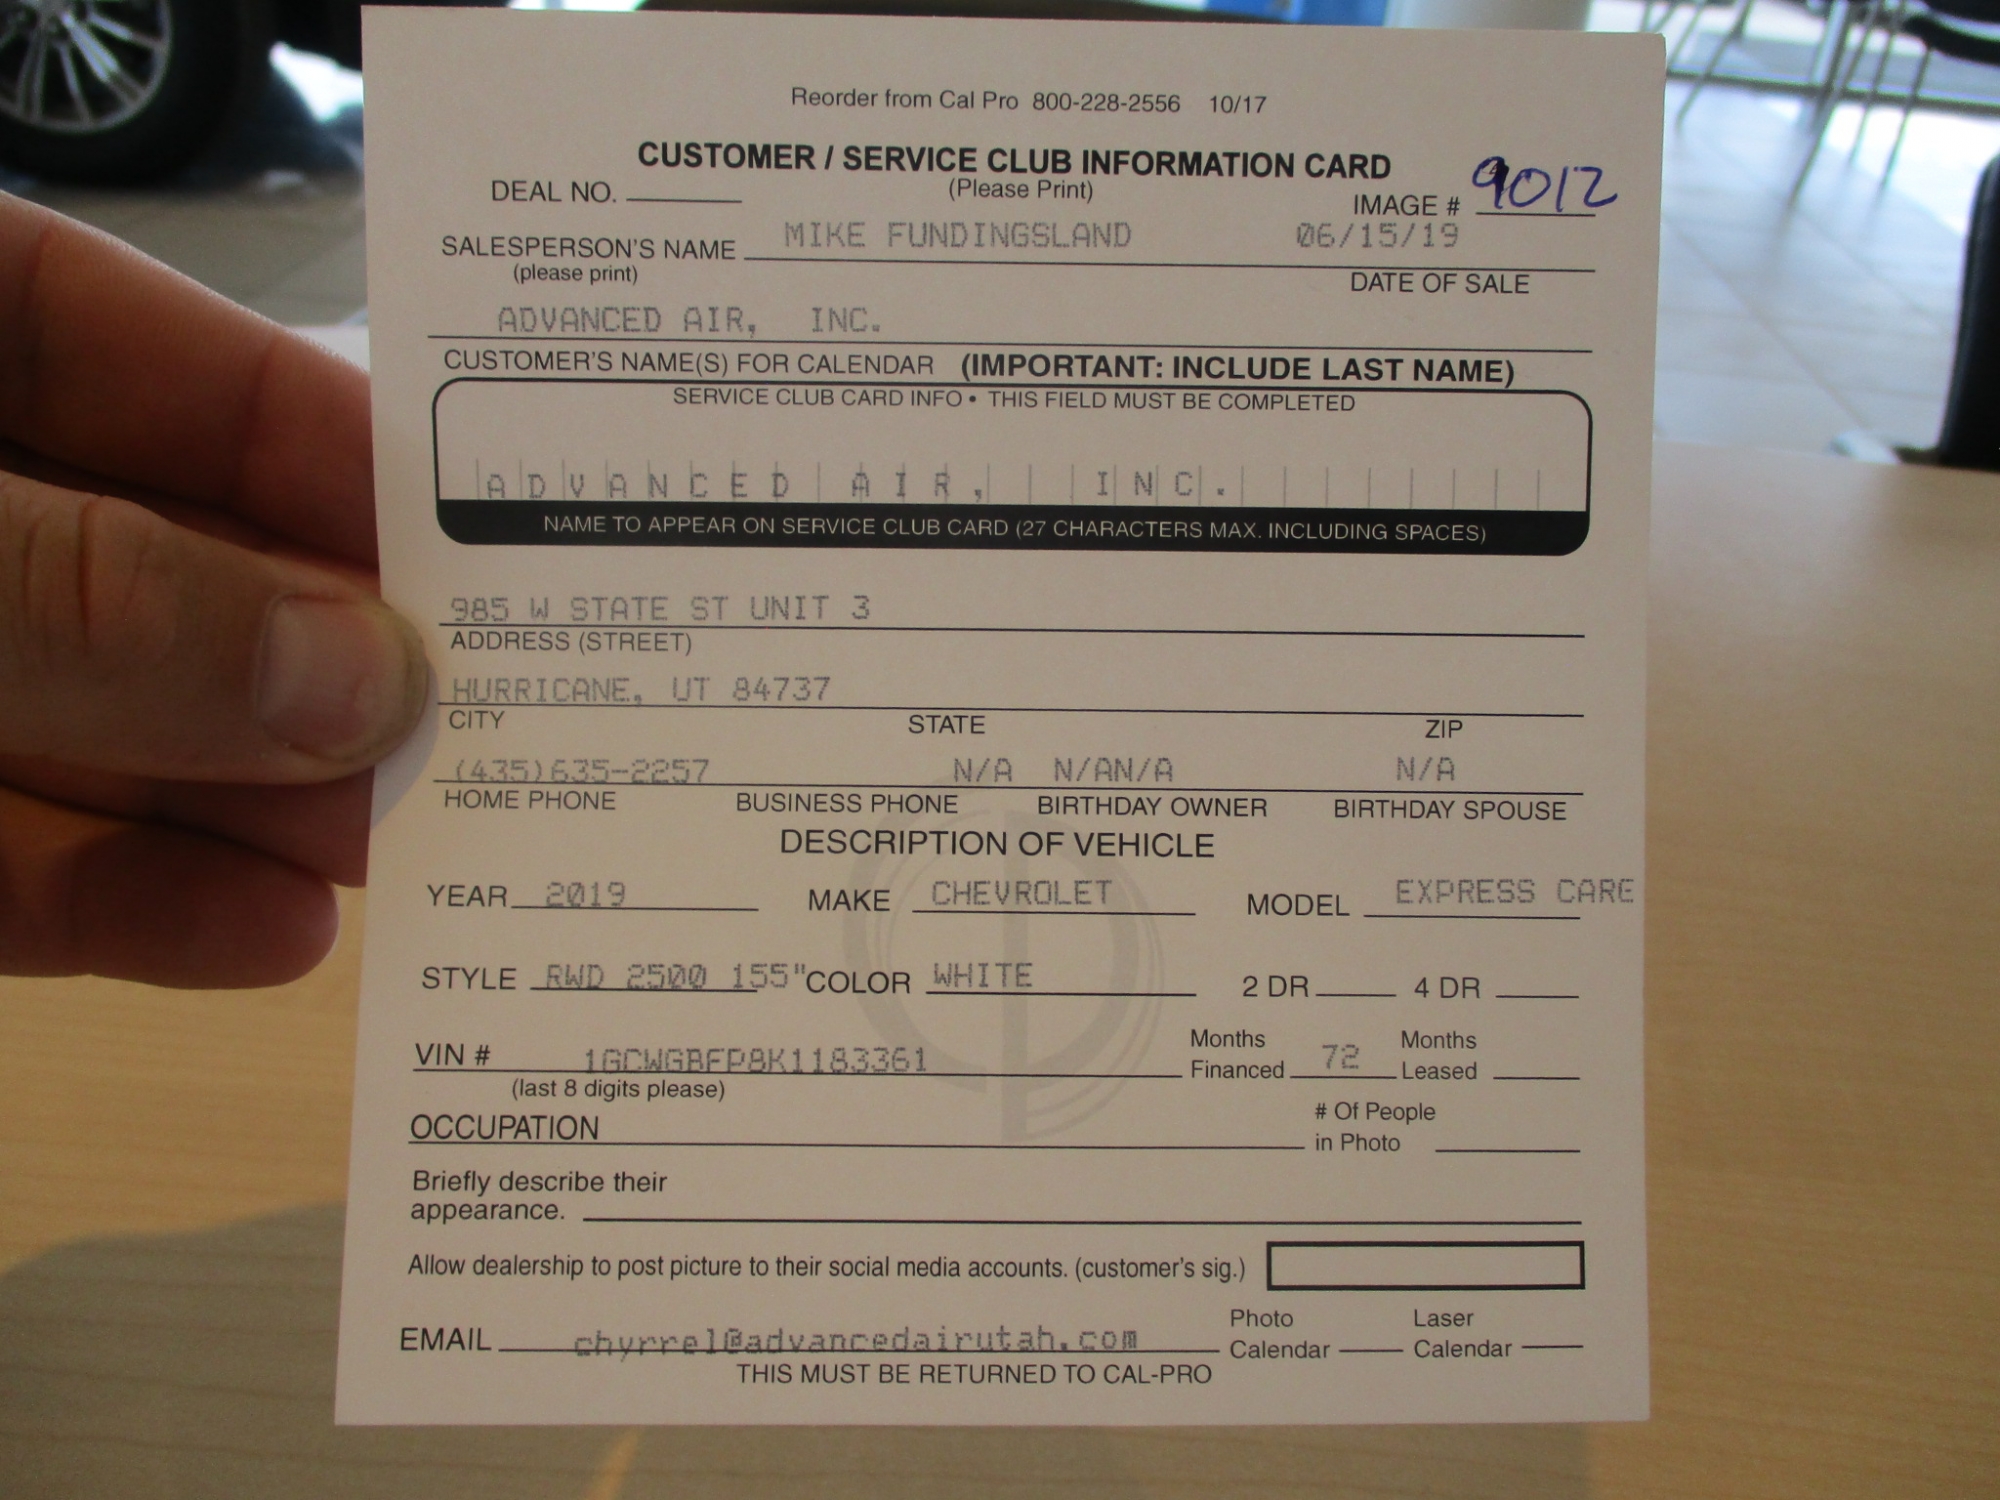 Reorder from Cal Pro 800-228-2556 10/17
CUSTOMER / SERVICE CLUB INFORMATION CARD
DEAL NO. (Please Print) IMAGE # 9012
SALESPERSON'S NAME MIKE FUNDINGSLAND 06/15/19
(please print) DATE OF SALE
ADVANCED AIR, INC.
CUSTOMER'S NAME(S) FOR CALENDAR (IMPORTANT: INCLUDE LAST NAME)
SERVICE CLUB CARD INFO • THIS FIELD MUST BE COMPLETED
ADVANCED AIR, INC.
NAME TO APPEAR ON SERVICE CLUB CARD (27 CHARACTERS MAX. INCLUDING SPACES)
985 W STATE ST UNIT 3
ADDRESS (STREET)
HURRICANE, UT 84737
CITY STATE ZIP
(435)635-2257 N/A N/AN/A N/A
HOME PHONE BUSINESS PHONE BIRTHDAY OWNER BIRTHDAY SPOUSE
DESCRIPTION OF VEHICLE
YEAR 2019 MAKE CHEVROLET MODEL EXPRESS CARE
STYLE RWD 2500 155" COLOR WHITE 2 DR 4 DR
VIN # 1GCWGBFP8K1183361 Months Financed 72 Months Leased
(last 8 digits please)
OCCUPATION # Of People in Photo
Briefly describe their
appearance.
Allow dealership to post picture to their social media accounts. (customer's sig.)
EMAIL chyrrel@advancedairutah.com Photo Calendar Laser Calendar
THIS MUST BE RETURNED TO CAL-PRO